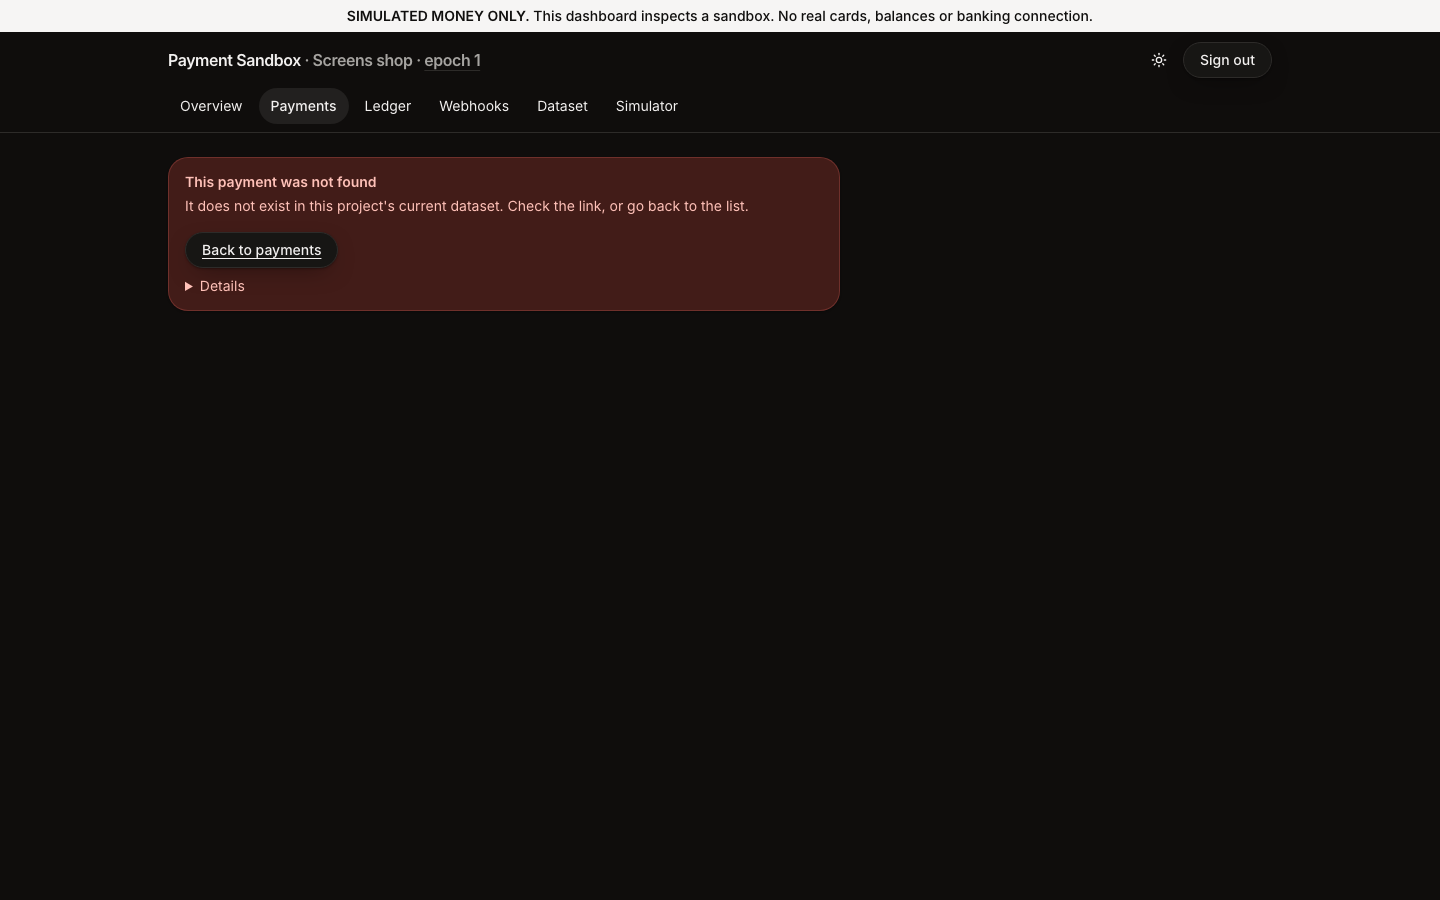 SIMULATED MONEY ONLY. This dashboard inspects a sandbox. No real cards, balances or banking connection.
Payment Sandbox · Screens shop · epoch 1
Sign out
Overview Payments Ledger Webhooks Dataset Simulator
This payment was not found
It does not exist in this project's current dataset. Check the link, or go back to the list.
Back to payments
Details